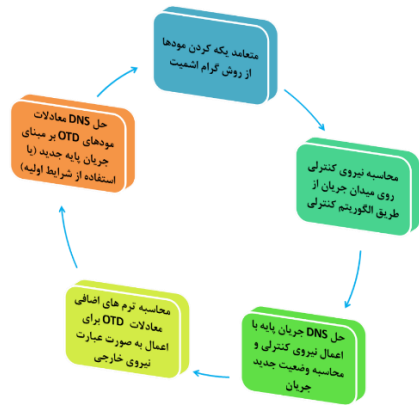 متعامد یکه کردن مودها
از روش گرام اشمیت
محاسبه نیروی کنترلی
روی میدان جریان از
طریق الگوریتم کنترلی
حل DNS جریان پایه با
اعمال نیروی کنترلی و
محاسبه وضعیت جدید
جریان
محاسبه ترم های اضافی
معادلات OTD برای
اعمال به صورت عبارت
نیروی خارجی
حل DNS معادلات
مودهای OTD بر مبنای
جریان پایه جدید (با
استفاده از شرایط اولیه)